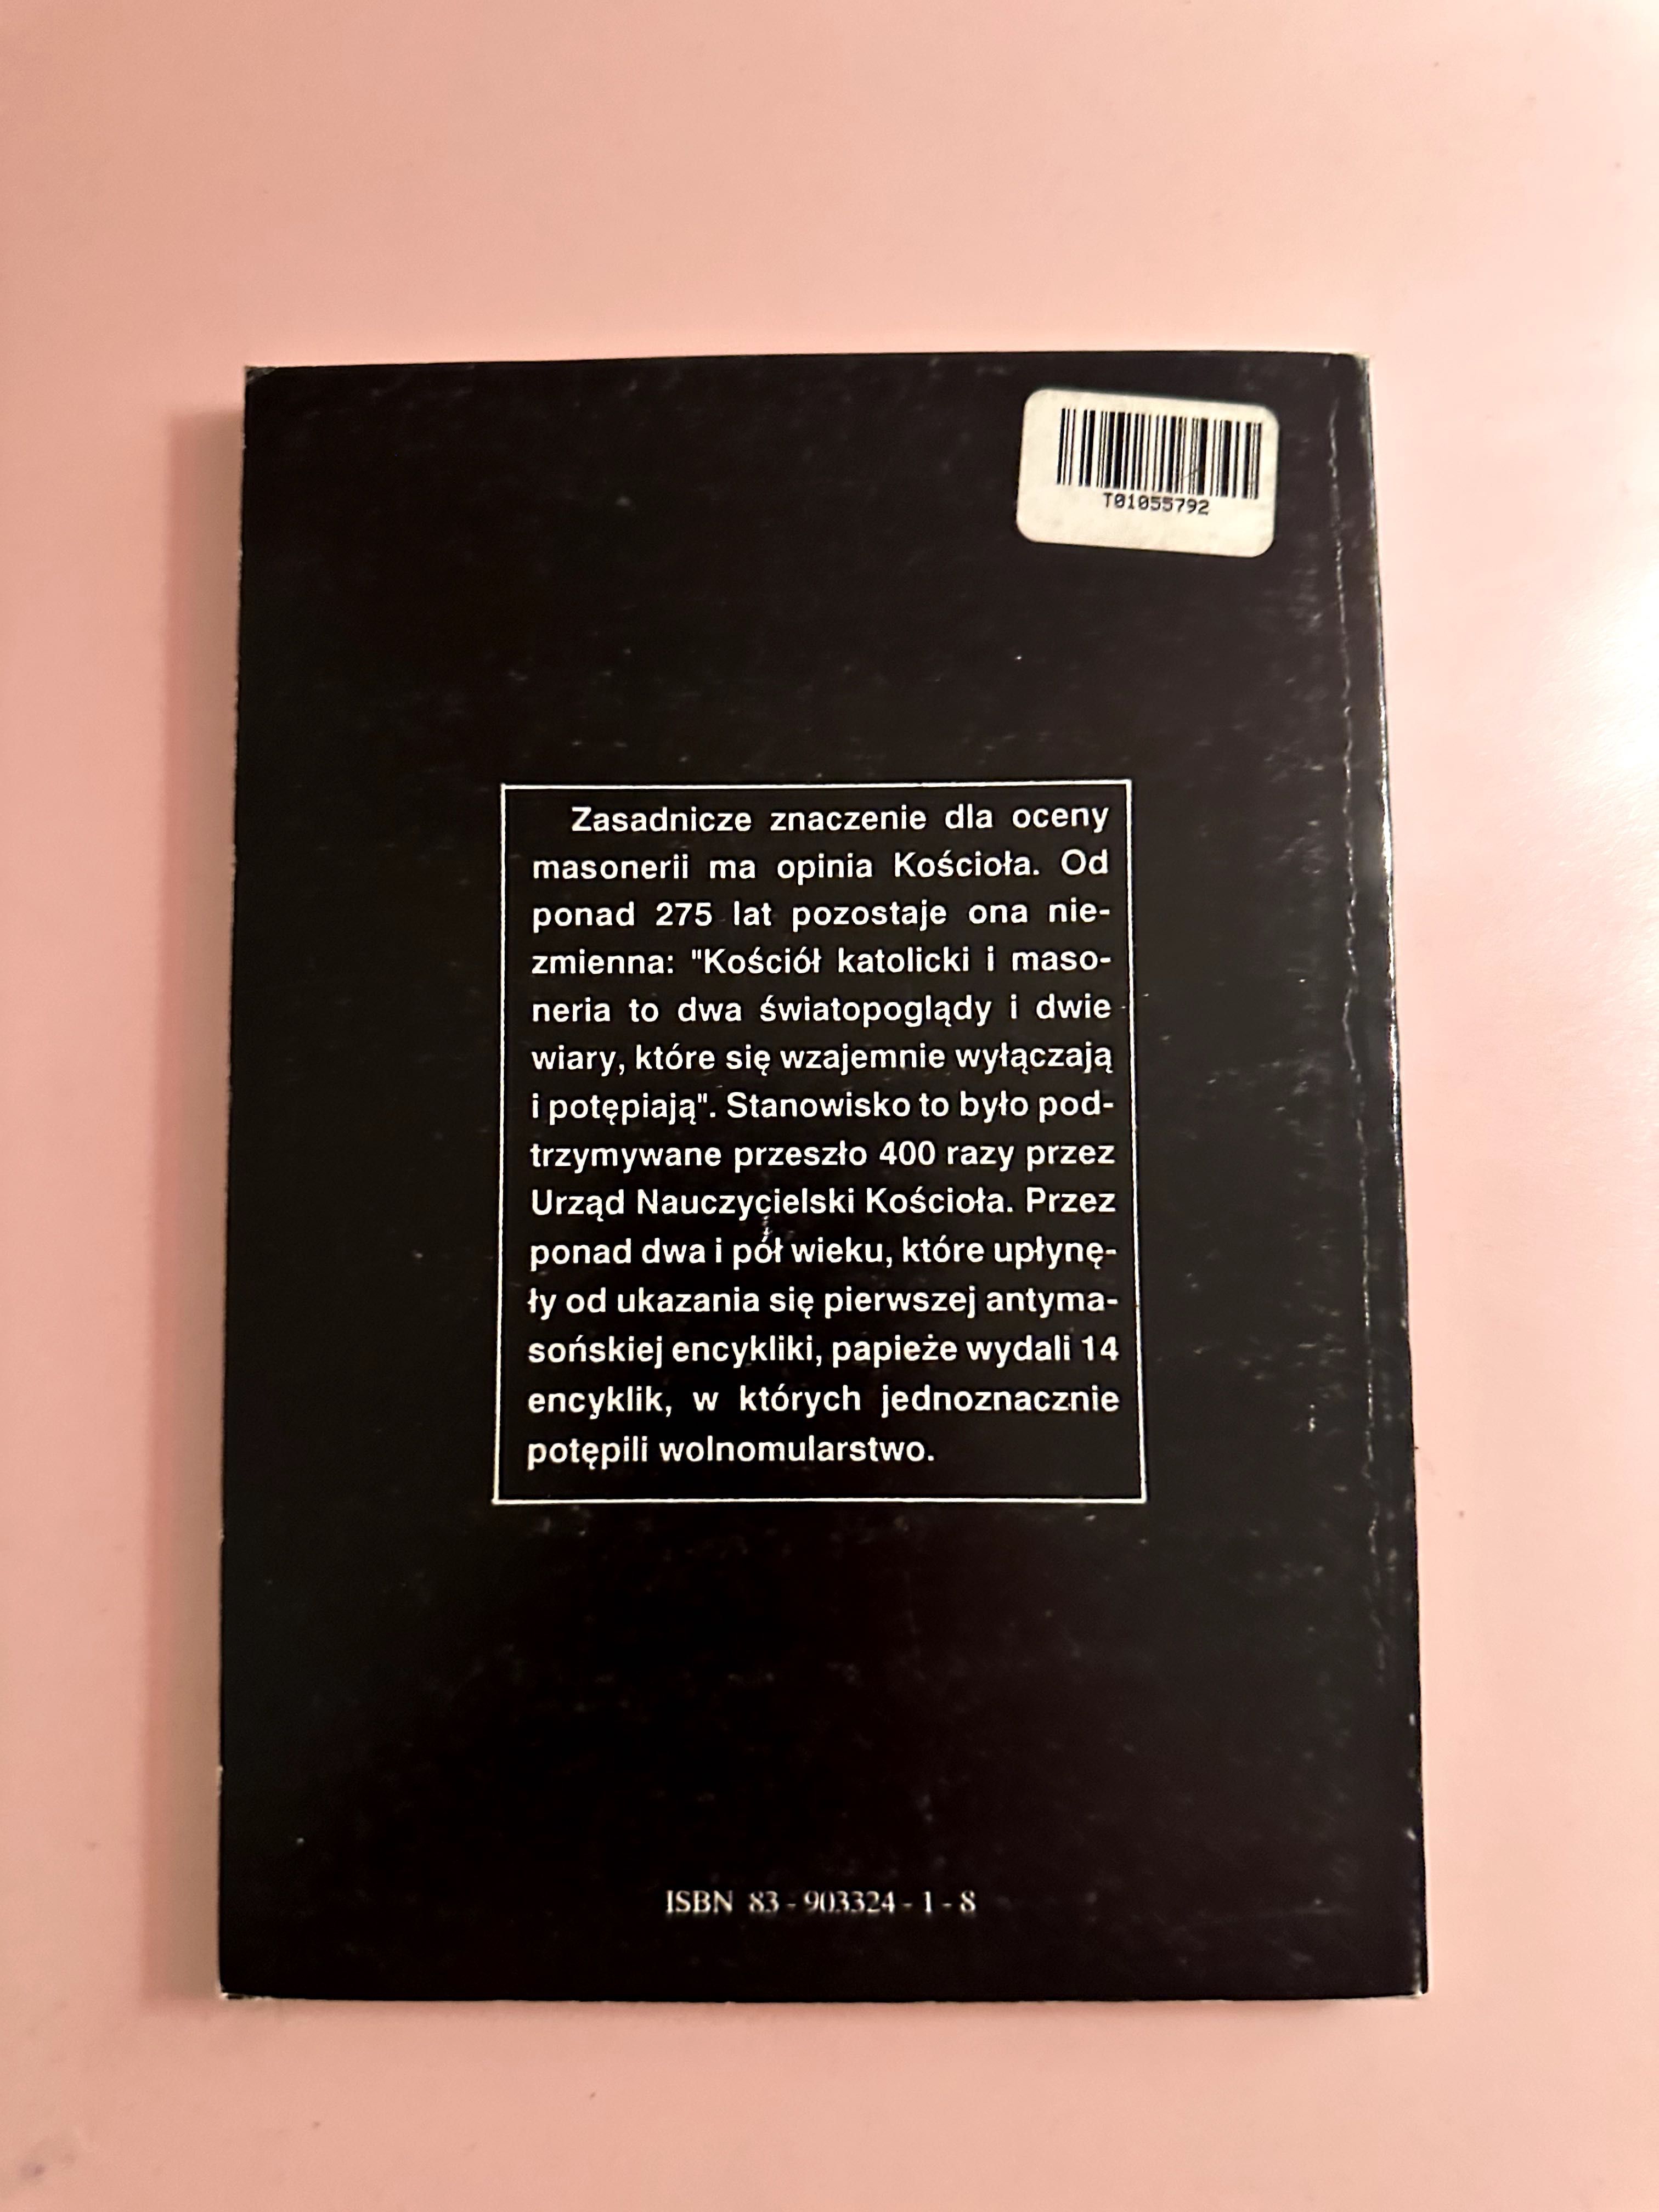 T01055792
Zasadnicze znaczenie dla oceny
masonerii ma opinia Kościoła. Od
ponad 275 lat pozostaje ona nie-
zmienna: "Kościół katolicki i maso-
neria to dwa światopoglądy i dwie
wiary, które się wzajemnie wyłączają
i potępiają". Stanowisko to było pod-
trzymywane przeszło 400 razy przez
Urząd Nauczycielski Kościoła. Przez
ponad dwa i pół wieku, które upłynę-
ły od ukazania się pierwszej antyma-
sońskiej encykliki, papieże wydali 14
encyklik, w których jednoznacznie
potępili wolnomularstwo.
ISBN 83 - 903324 - 1 - 8